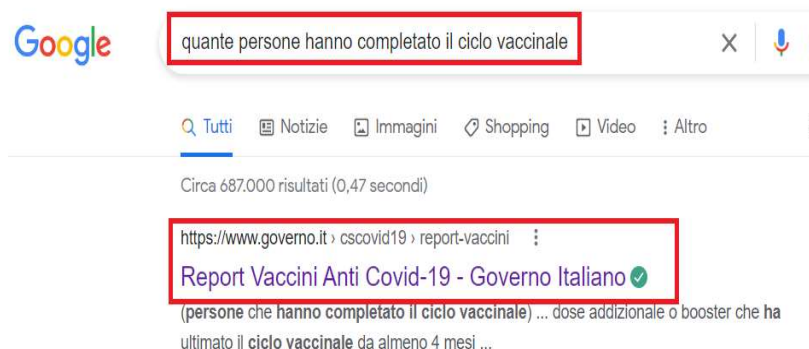 Google
quante persone hanno completato il ciclo vaccinale
Tutti Notizie Immagini Shopping Video Altro
Circa 687.000 risultati (0,47 secondi)
https://www.governo.it › cscovid19 › report-vaccini
Report Vaccini Anti Covid-19 - Governo Italiano
(persone che hanno completato il ciclo vaccinale) ... dose addizionale o booster che ha
ultimato il ciclo vaccinale da almeno 4 mesi ...